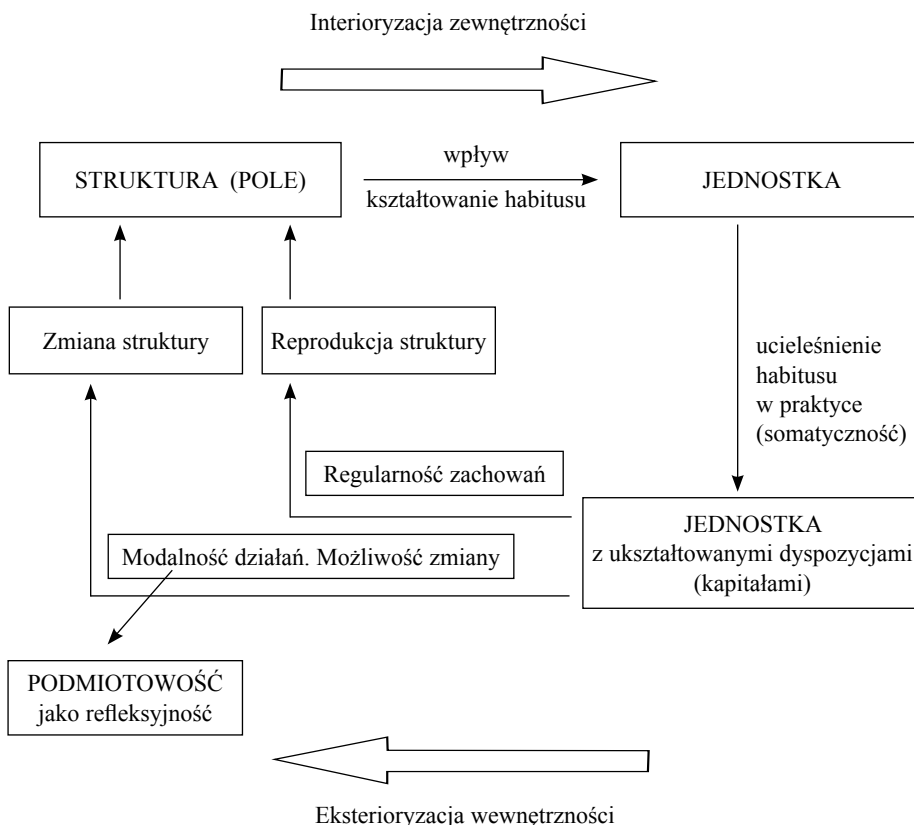 Interioryzacja zewnętrzności
STRUKTURA (POLE)
wpływ
kształtowanie habitusu
JEDNOSTKA
Zmiana struktury
Reprodukcja struktury
ucieleśnienie
habitusu
w praktyce
(somatyczność)
Regularność zachowań
JEDNOSTKA
z ukształtowanymi dyspozycjami
(kapitałami)
Modalność działań. Możliwość zmiany
PODMIOTOWOŚĆ
jako refleksyjność
Eksterioryzacja wewnętrzności